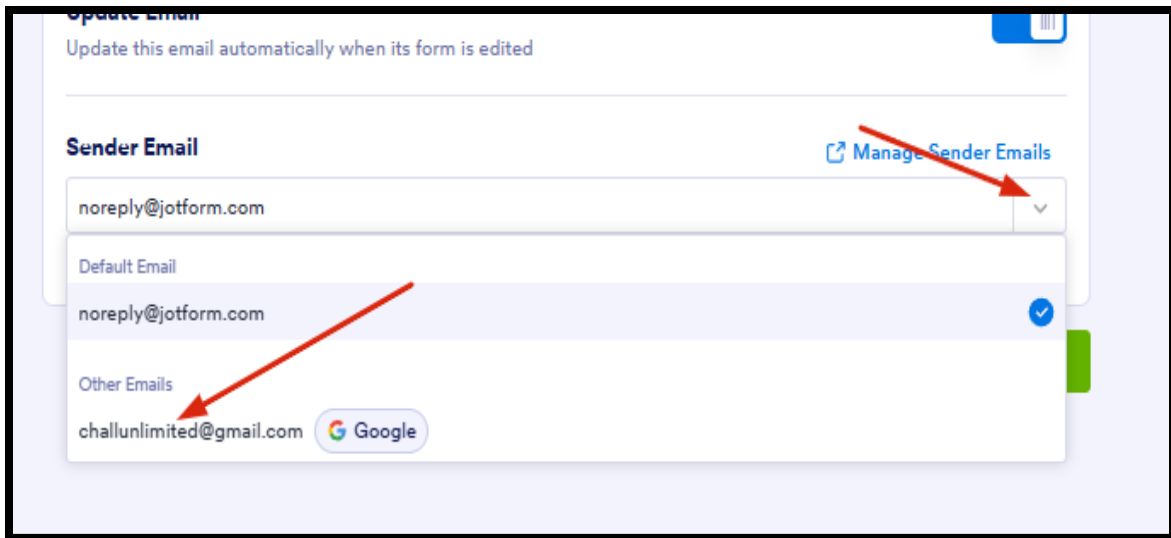 Update Email
Update this email automatically when its form is edited
Sender Email
Manage Sender Emails
noreply@jotform.com
Default Email
noreply@jotform.com
Other Emails
challunlimited@gmail.com Google